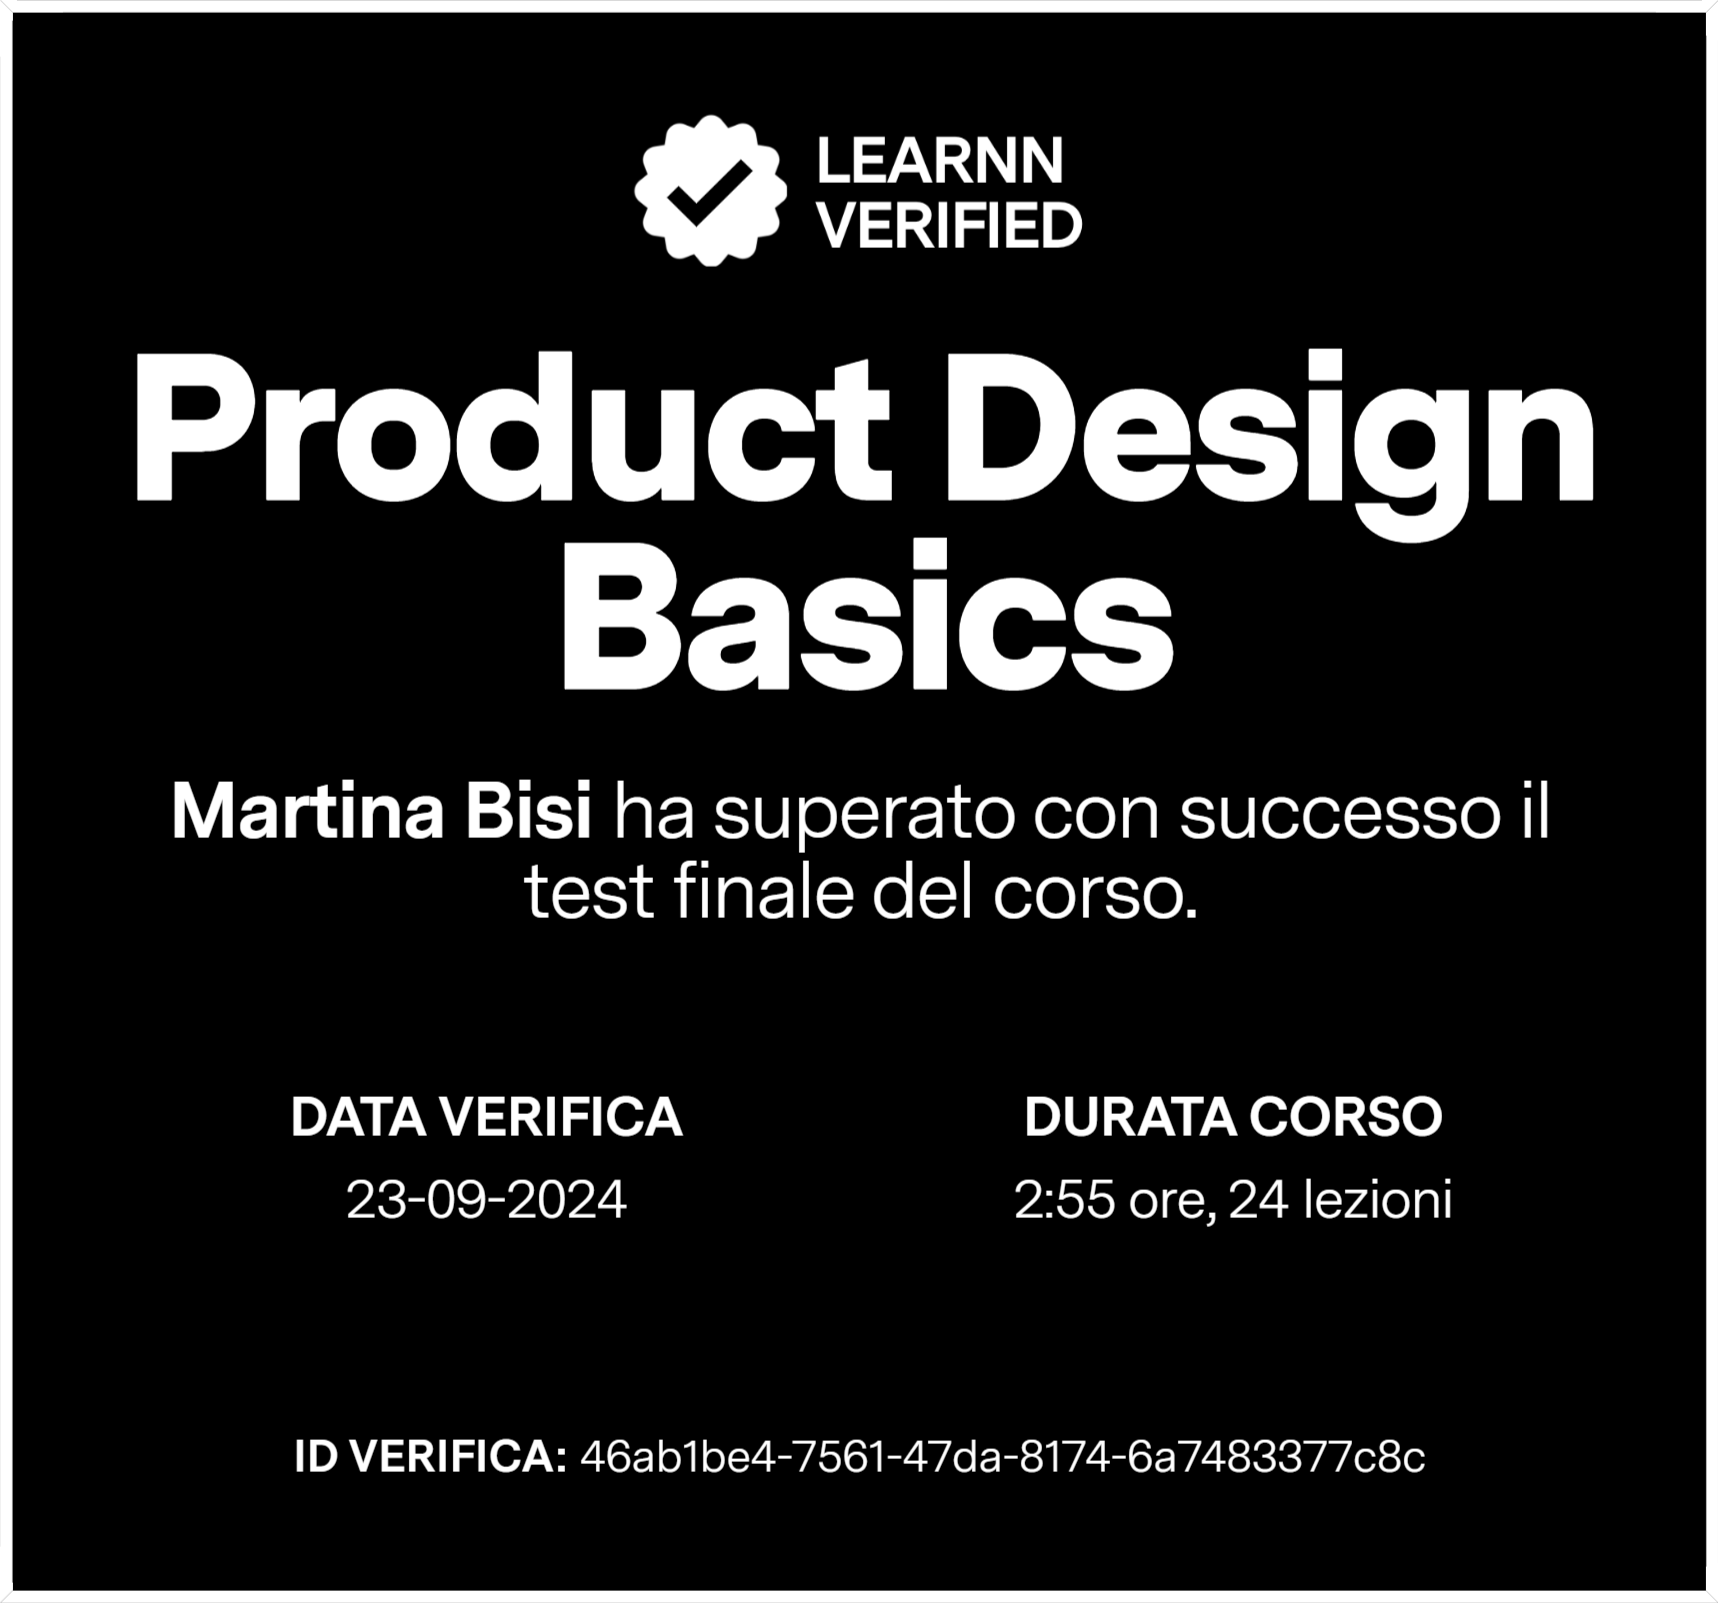 LEARNN
VERIFIED
Product Design
Basics
Martina Bisi ha superato con successo il
test finale del corso.
DATA VERIFICA
23-09-2024
DURATA CORSO
2:55 ore, 24 lezioni
ID VERIFICA: 46ab1be4-7561-47da-8174-6a7483377c8c